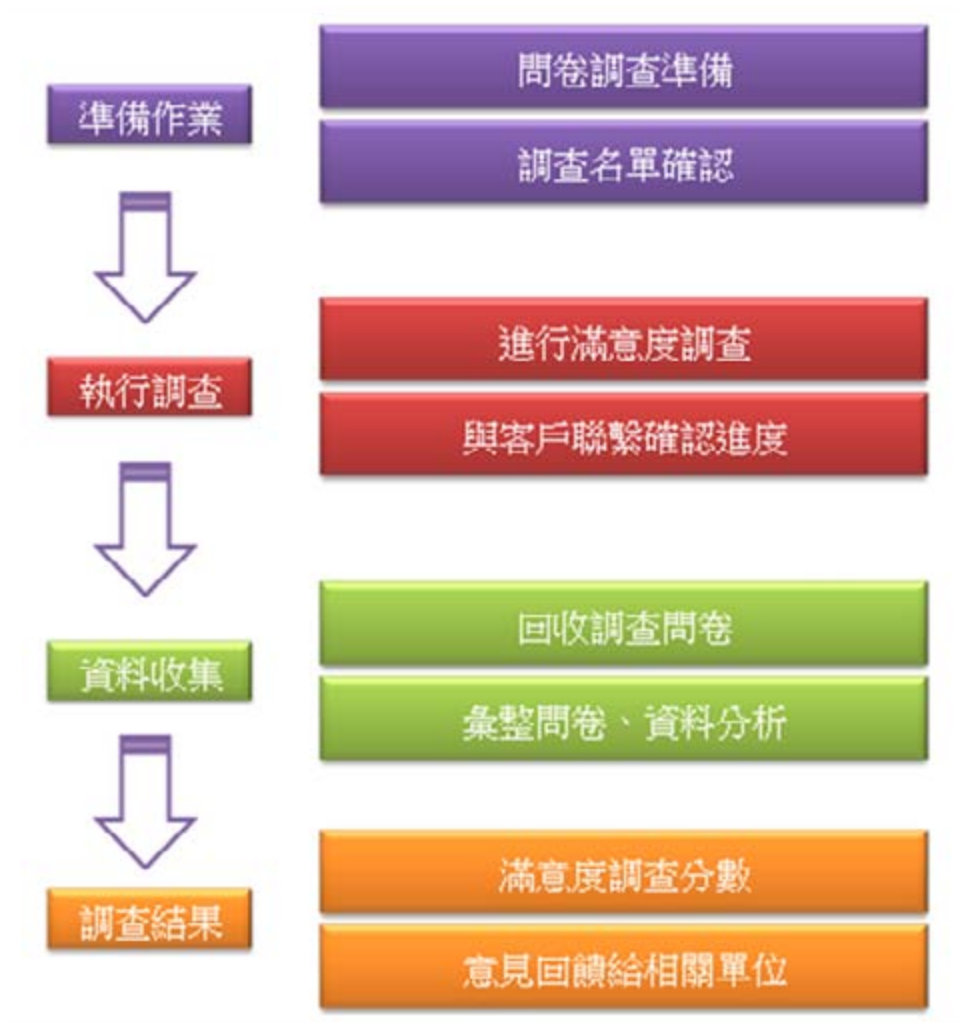 準備作業
問卷調查準備
調查名單確認
執行調查
進行滿意度調查
與客戶聯繫確認進度
資料收集
回收調查問卷
彙整問卷、資料分析
調查結果
滿意度調查分數
意見回饋給相關單位